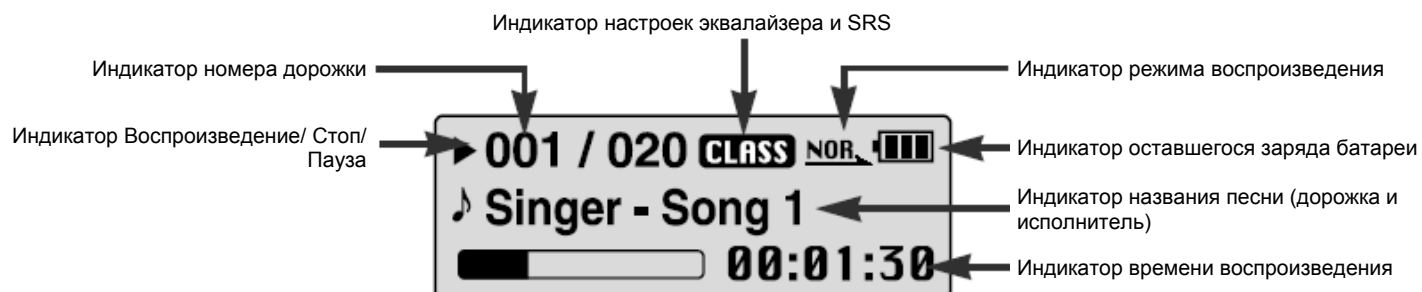 Индикатор настроек эквалайзера и SRS
Индикатор номера дорожки
Индикатор режима воспроизведения
Индикатор Воспроизведение/ Стоп/
Пауза
001 / 020 CLASS NOR.
Индикатор оставшегося заряда батареи
Singer - Song 1
Индикатор названия песни (дорожка и
исполнитель)
00:01:30
Индикатор времени воспроизведения